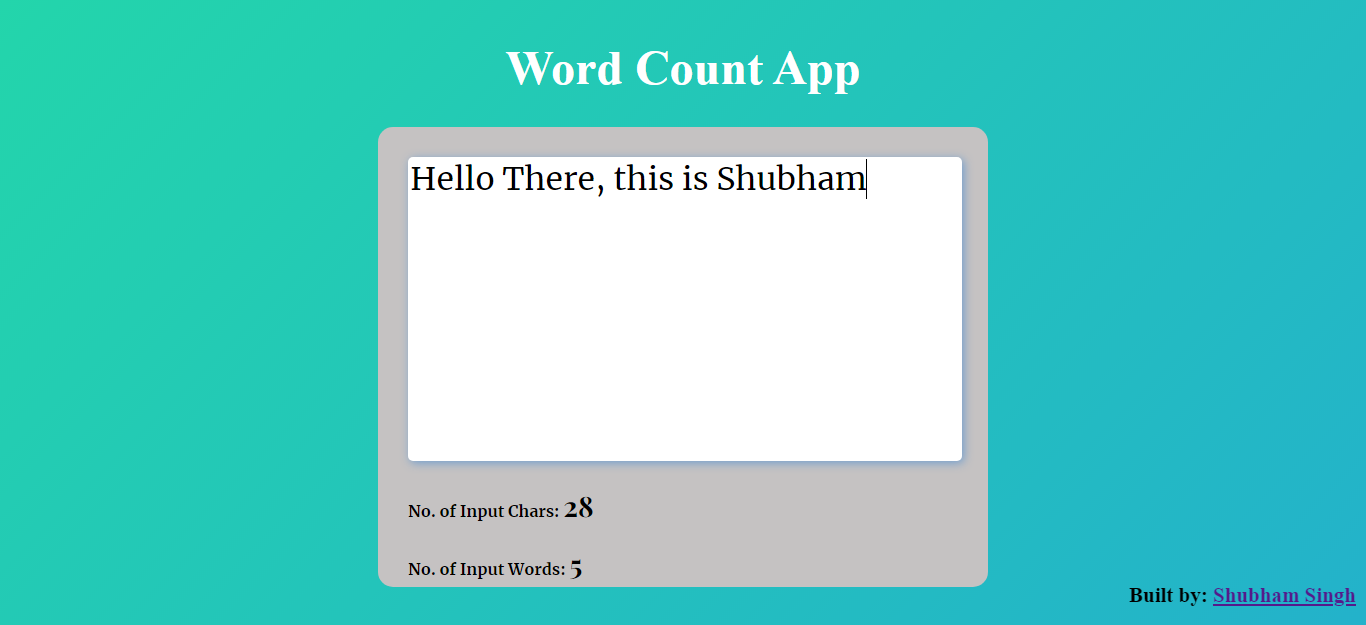 Word Count App
Hello There, this is Shubham
No. of Input Chars: 28
No. of Input Words: 5
Built by: Shubham Singh